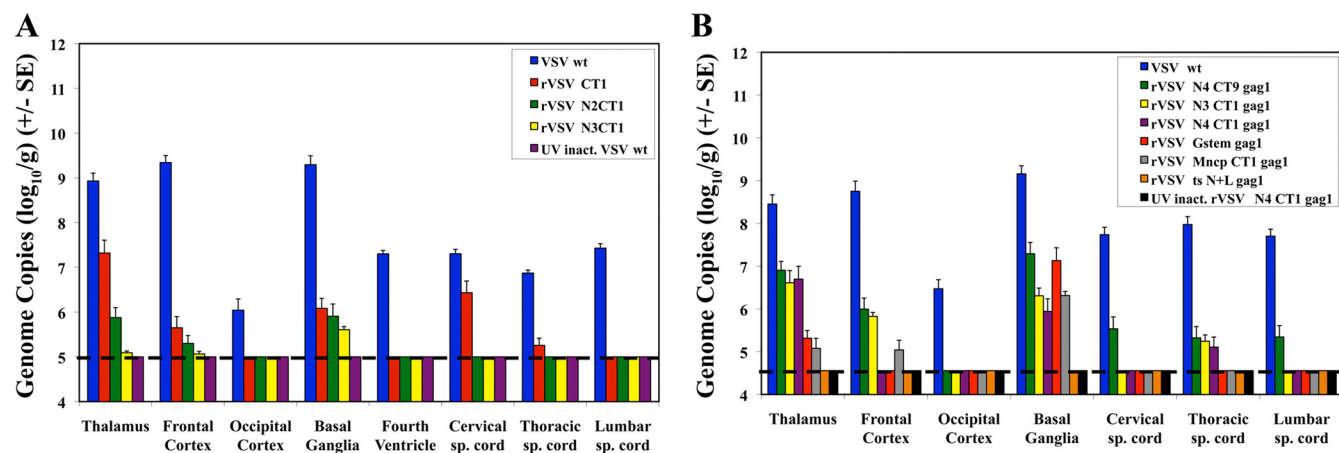 A
Genome Copies (log10/g) (+/- SE)
12
11
10
9
8
7
6
5
4
VSV wt
rVSV CT1
rVSV N2CT1
rVSV N3CT1
UV inact. VSV wt
Thalamus
Frontal
Cortex
Occipital
Cortex
Basal
Ganglia
Fourth
Ventricle
Cervical
sp. cord
Thoracic
sp. cord
Lumbar
sp. cord
B
Genome Copies (log10/g) (+/- SE)
12
11
10
9
8
7
6
5
4
VSV wt
rVSV N4 CT9 gag1
rVSV N3 CT1 gag1
rVSV N4 CT1 gag1
rVSV Gstem gag1
rVSV Mncp CT1 gag1
rVSV ts N+L gag1
UV inact. rVSV N4 CT1 gag1
Thalamus
Frontal
Cortex
Occipital
Cortex
Basal
Ganglia
Cervical
sp. cord
Thoracic
sp. cord
Lumbar
sp. cord